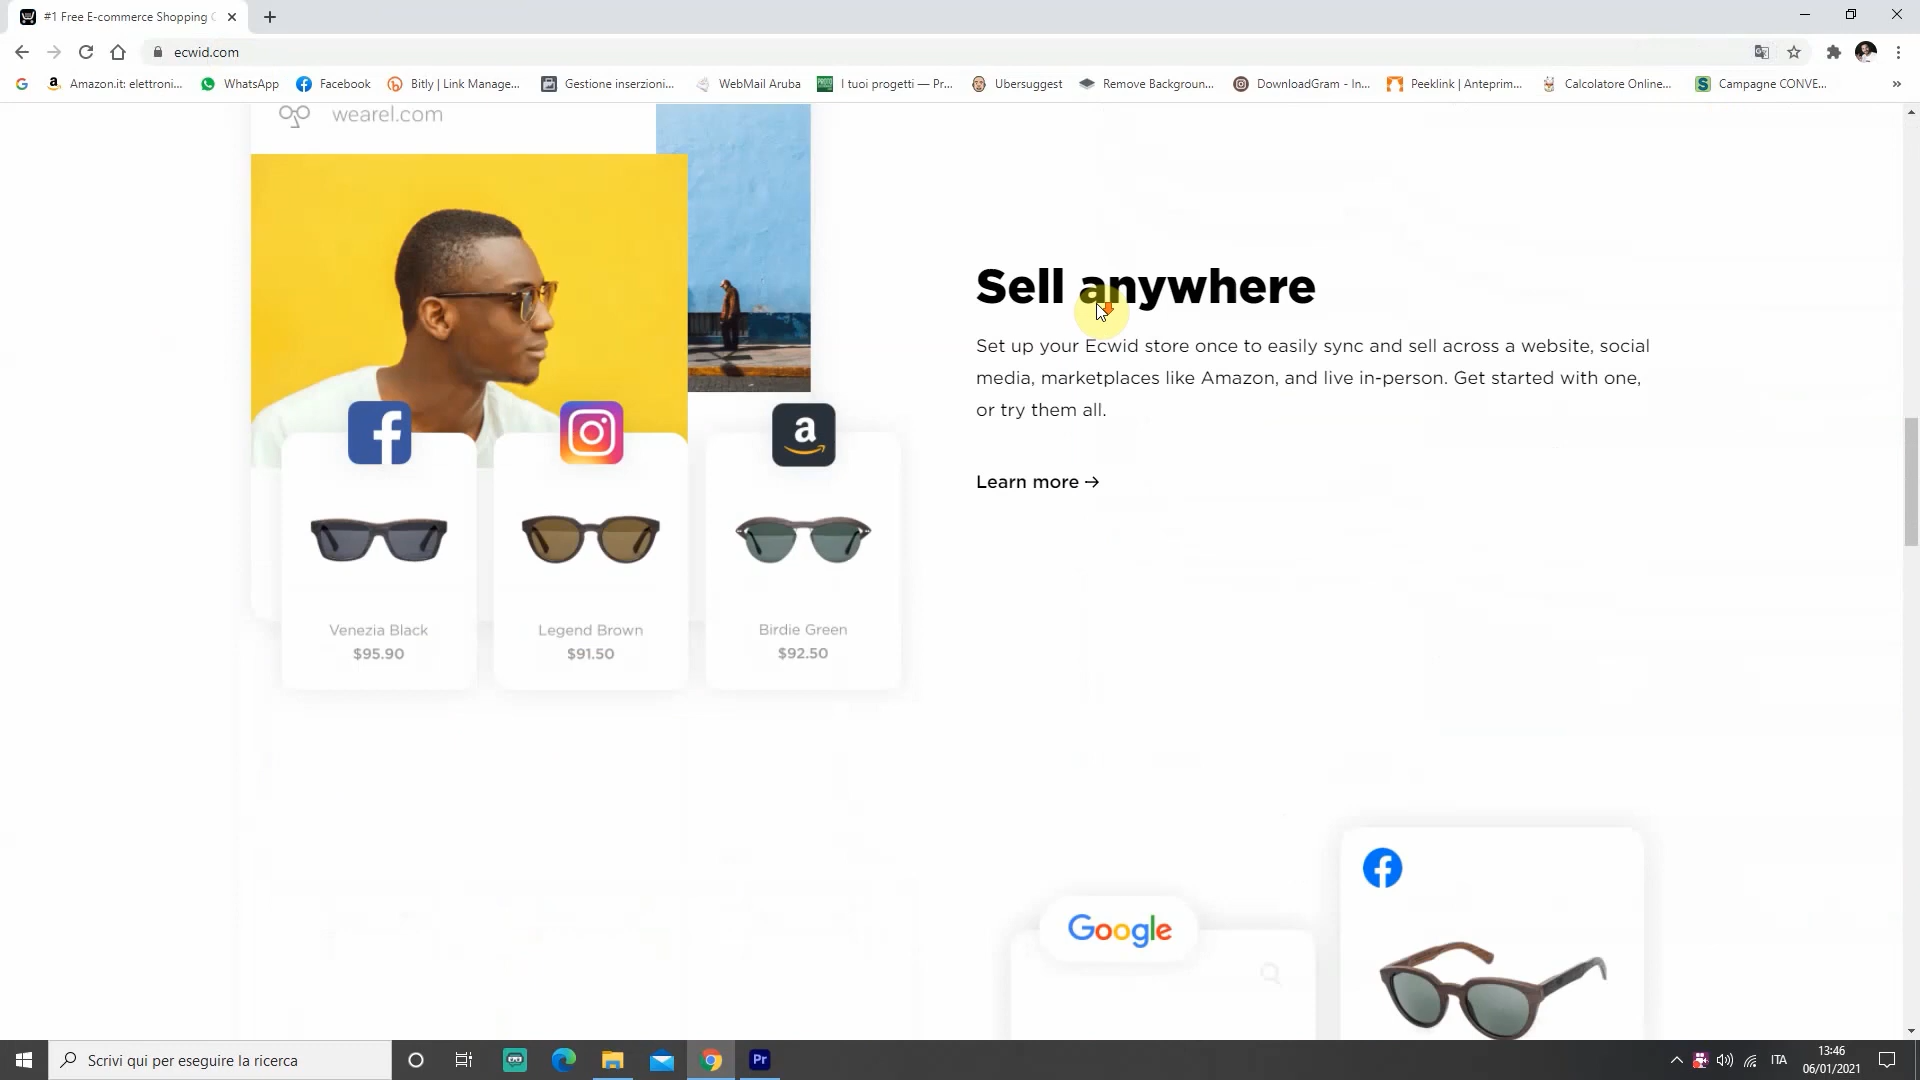 #1 Free E-commerce Shopping
ecwid.com
Amazon.it: elettroni...
WhatsApp
Facebook
Bitly | Link Manage...
Gestione inserzioni...
WebMail Aruba
I tuoi progetti — Pr...
Ubersuggest
Remove Backgroun...
DownloadGram - In...
Peeklink | Anteprim...
Calcolatore Online...
Campagne CONVE...
wearel.com
Sell anywhere
Set up your Ecwid store once to easily sync and sell across a website, social
media, marketplaces like Amazon, and live in-person. Get started with one,
or try them all.
Learn more →
Venezia Black
$95.90
Legend Brown
$91.50
Birdie Green
$92.50
Google
Scrivi qui per eseguire la ricerca
Pr
ITA
13:46
06/01/2021